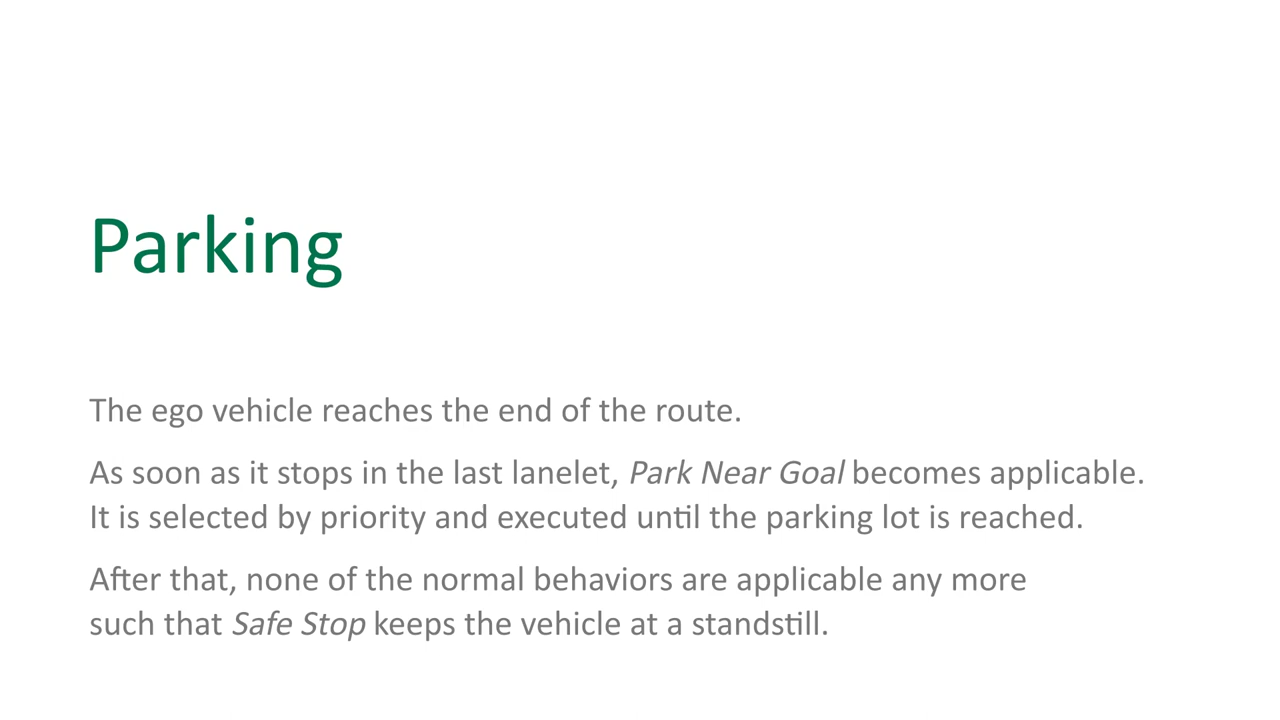 Parking
The ego vehicle reaches the end of the route.
As soon as it stops in the last lanelet, Park Near Goal becomes applicable.
It is selected by priority and executed until the parking lot is reached.
After that, none of the normal behaviors are applicable any more
such that Safe Stop keeps the vehicle at a standstill.